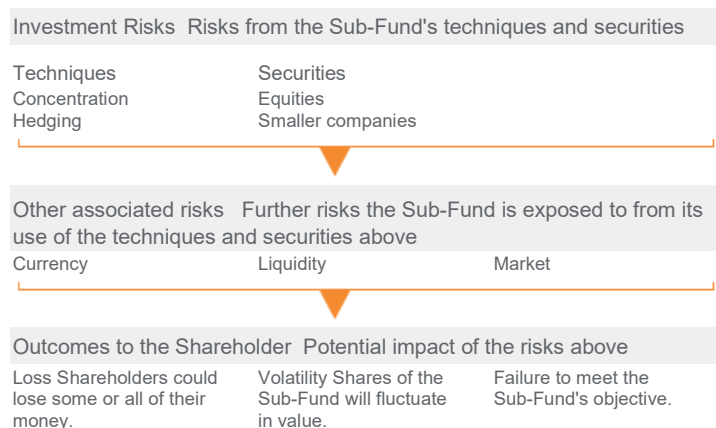 Investment Risks  Risks from the Sub-Fund's techniques and securities
Techniques Securities
Concentration Equities
Hedging Smaller companies
Other associated risks  Further risks the Sub-Fund is exposed to from its
use of the techniques and securities above
Currency Liquidity Market
Outcomes to the Shareholder  Potential impact of the risks above
Loss Shareholders could Volatility Shares of the Failure to meet the
lose some or all of their Sub-Fund will fluctuate Sub-Fund's objective.
money. in value.